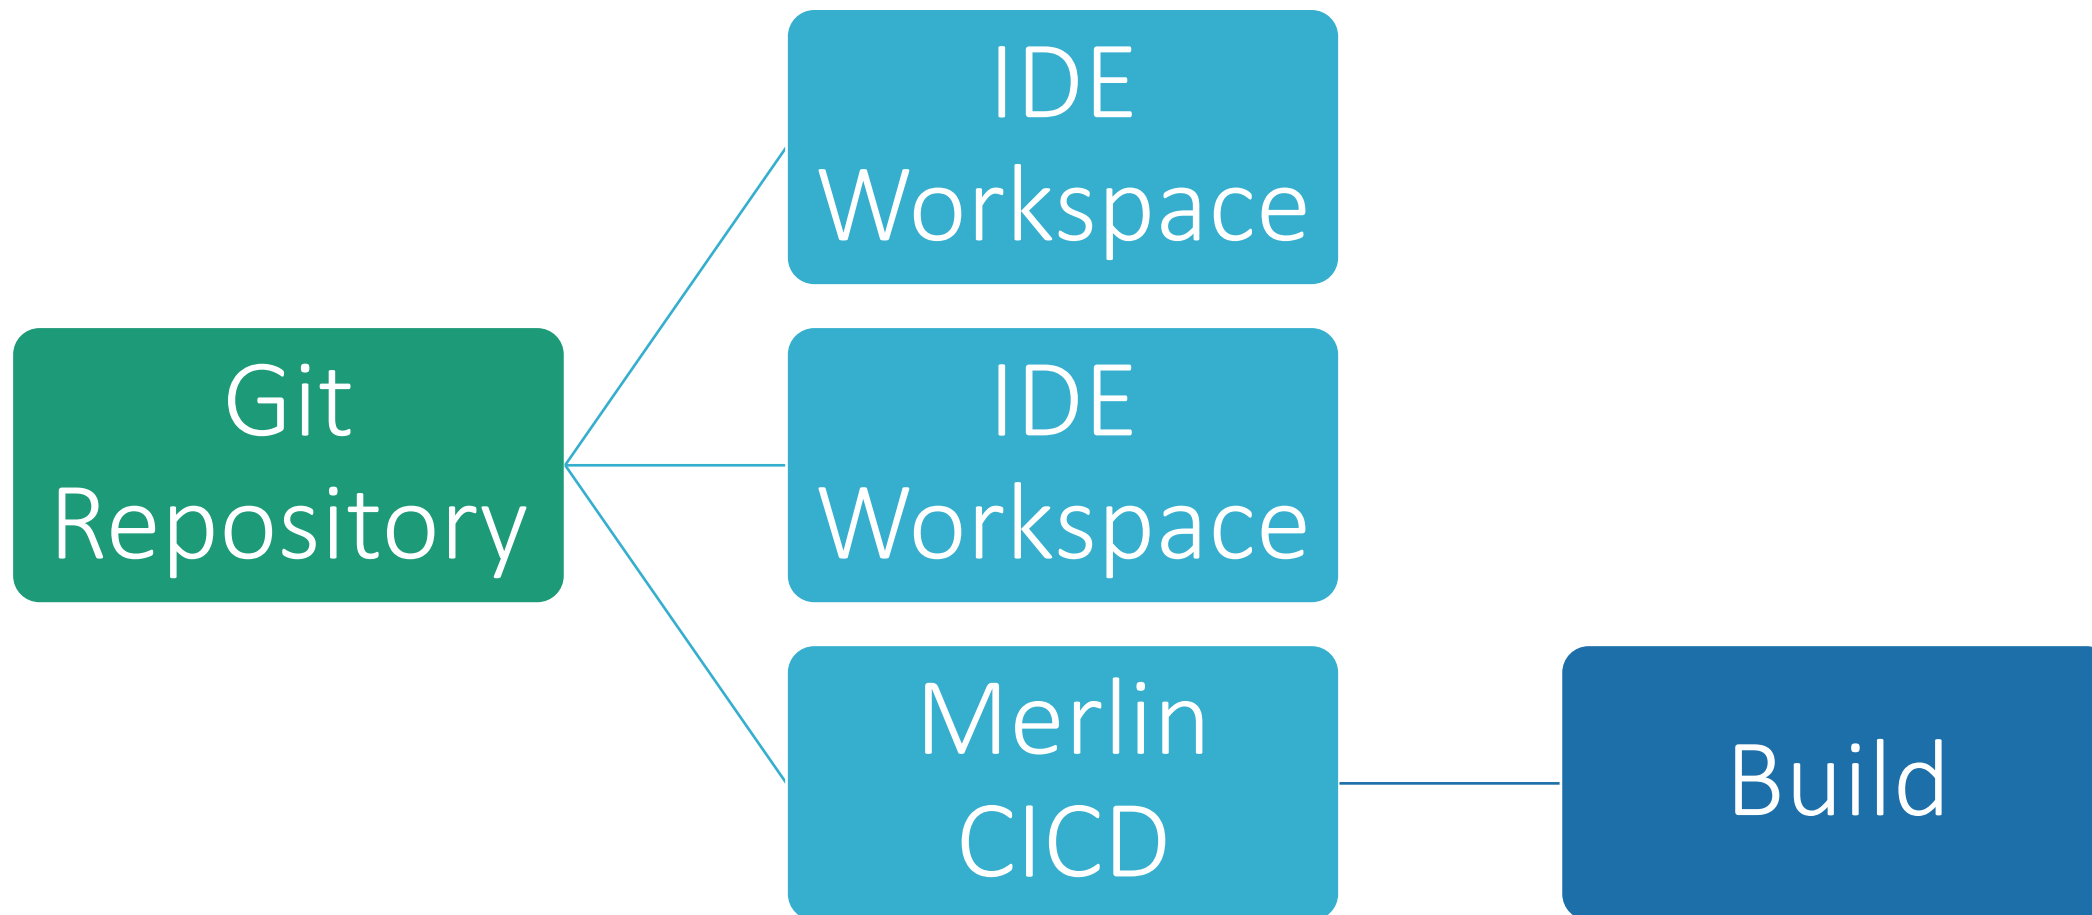 IDE
Workspace
Git
Repository
IDE
Workspace
Merlin
CICD
Build